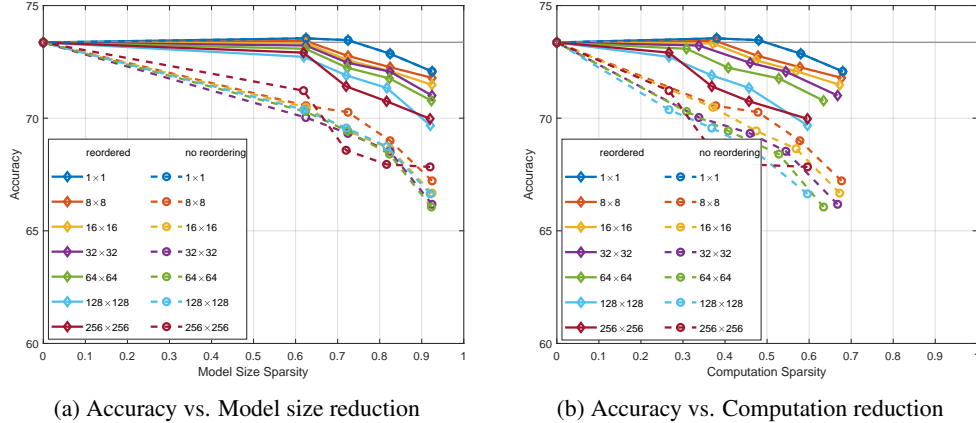 75
70
65
60
Accuracy
reordered no reordering
1×1 1×1
8×8 8×8
16×16 16×16
32×32 32×32
64×64 64×64
128×128 128×128
256×256 256×256
0 0.1 0.2 0.3 0.4 0.5 0.6 0.7 0.8 0.9 1
Model Size Sparsity
(a) Accuracy vs. Model size reduction
75
70
65
60
Accuracy
reordered no reordering
1×1 1×1
8×8 8×8
16×16 16×16
32×32 32×32
64×64 64×64
128×128 128×128
256×256 256×256
0 0.1 0.2 0.3 0.4 0.5 0.6 0.7 0.8 0.9 1
Computation Sparsity
(b) Accuracy vs. Computation reduction